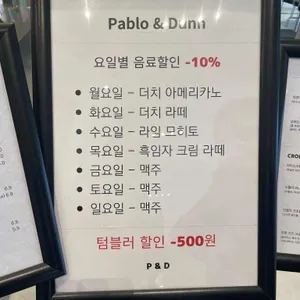 Pablo & Dunn
요일별 음료할인 -10%
• 월요일 – 더치 아메리카노
• 화요일 – 더치 라떼
• 수요일 – 라임 모히토
• 목요일 – 흑임자 크림 라떼
• 금요일 – 맥주
• 토요일 – 맥주
• 일요일 – 맥주
텀블러 할인 -500원
P & D